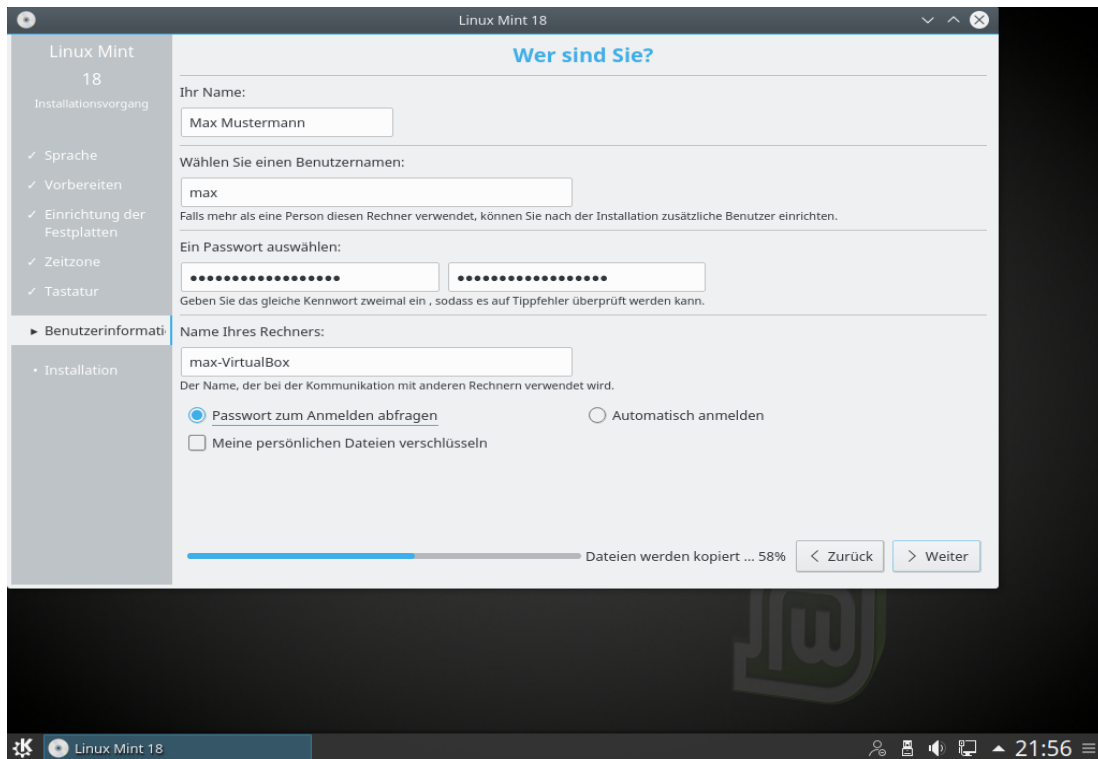 Linux Mint 18
Linux Mint
18
Installationsvorgang
✓ Sprache
✓ Vorbereiten
✓ Einrichtung der
Festplatten
✓ Zeitzone
✓ Tastatur
▸ Benutzerinformati
• Installation
Wer sind Sie?
Ihr Name:
Max Mustermann
Wählen Sie einen Benutzernamen:
max
Falls mehr als eine Person diesen Rechner verwendet, können Sie nach der Installation zusätzliche Benutzer einrichten.
Ein Passwort auswählen:
●●●●●●●●●●●●●●●●●● ●●●●●●●●●●●●●●●●●●
Geben Sie das gleiche Kennwort zweimal ein , sodass es auf Tippfehler überprüft werden kann.
Name Ihres Rechners:
max-VirtualBox
Der Name, der bei der Kommunikation mit anderen Rechnern verwendet wird.
Passwort zum Anmelden abfragen Automatisch anmelden
Meine persönlichen Dateien verschlüsseln
Dateien werden kopiert ... 58% < Zurück > Weiter
Linux Mint 18 21:56